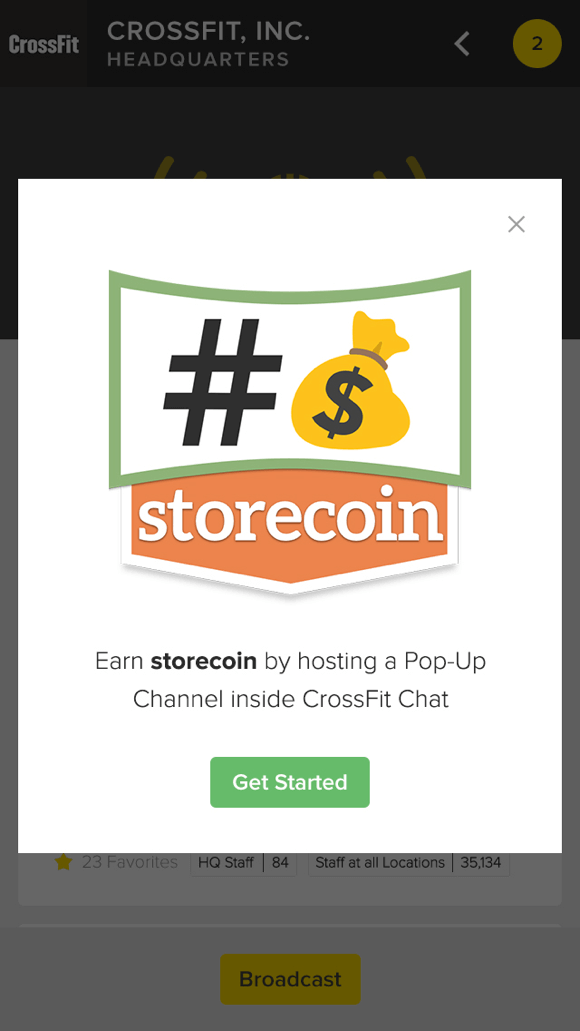 CrossFit
CROSSFIT, INC.
HEADQUARTERS
2
#$
storecoin
Earn storecoin by hosting a Pop-Up
Channel inside CrossFit Chat
Get Started
23 Favorites HQ Staff 84 Staff at all Locations 35,134
Broadcast